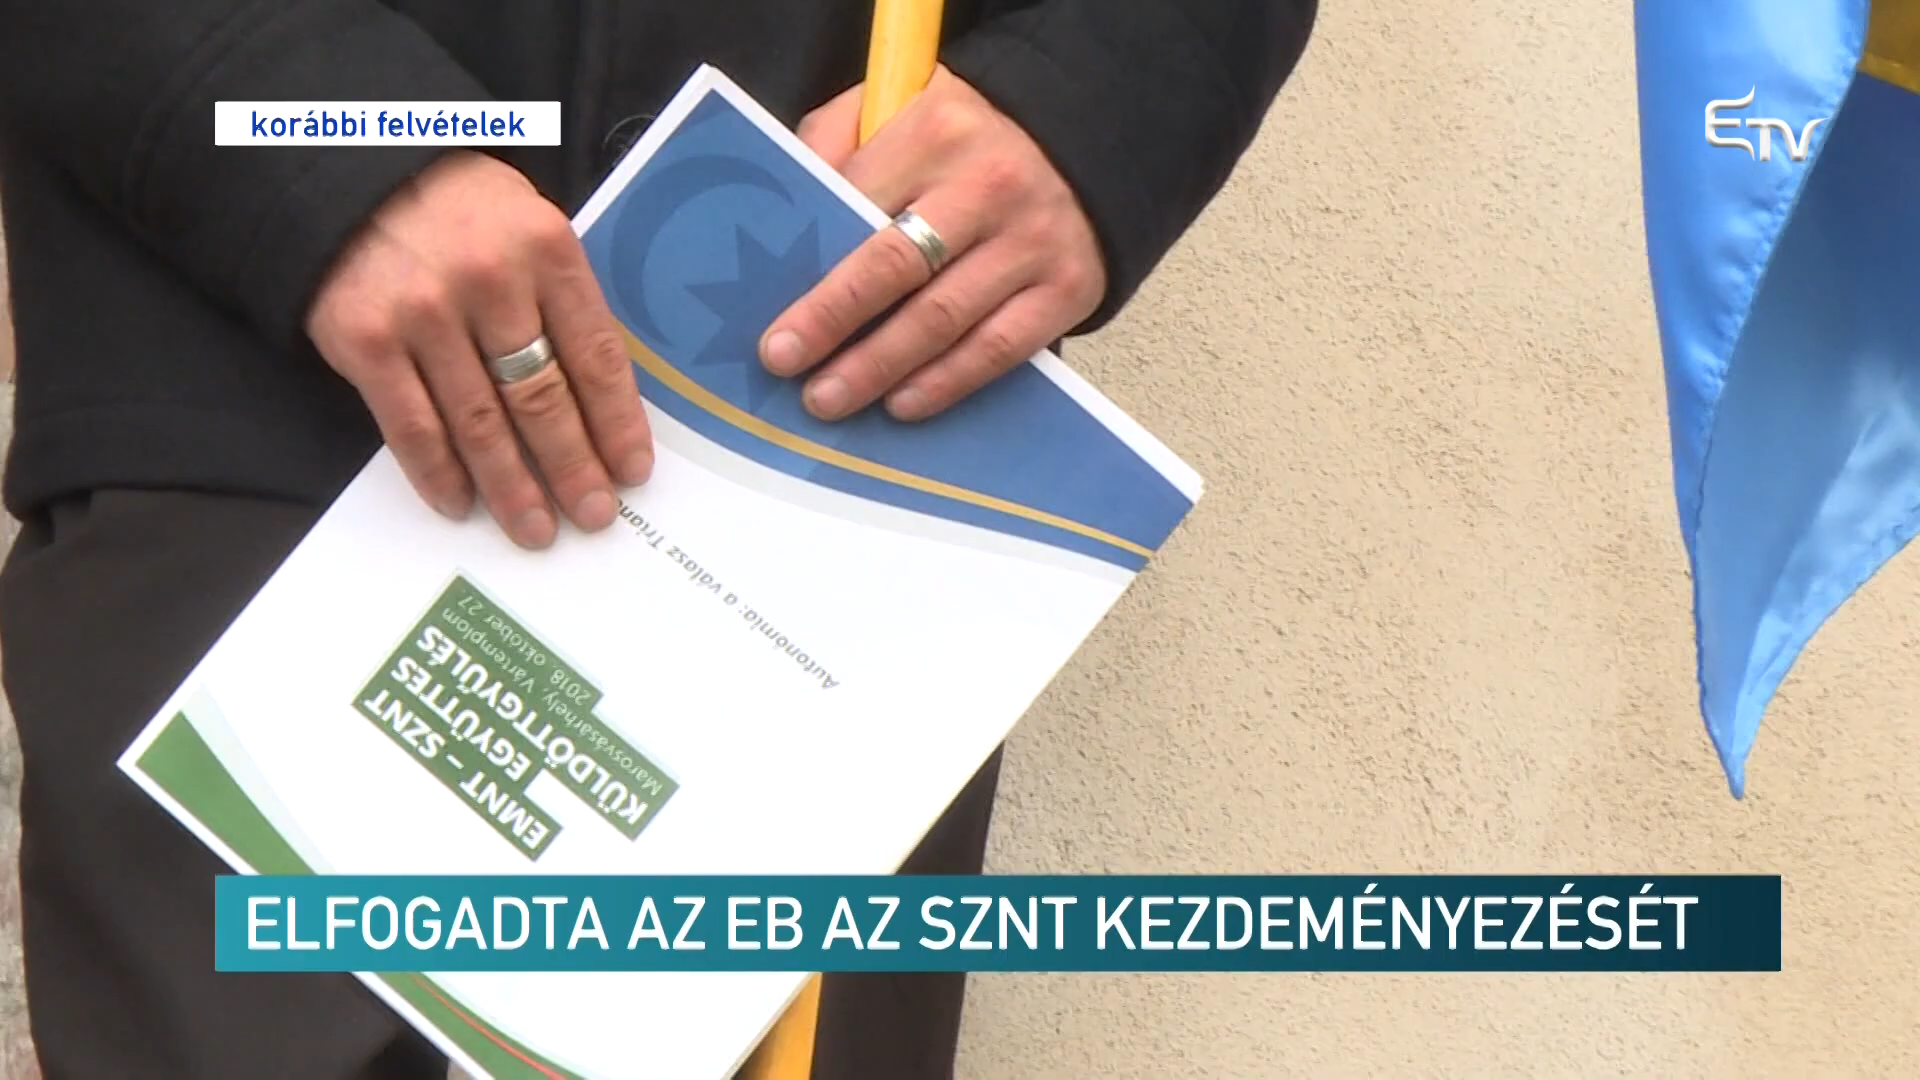 korábbi felvételek
ETV
Autonómia: a válasz
EMNT – SZNT
EGYÜTTES
KÜLDÖTTGYŰLÉS
Marosvásárhely, Vártemplom
2018. október 27.
ELFOGADTA AZ EB AZ SZNT KEZDEMÉNYEZÉSÉT